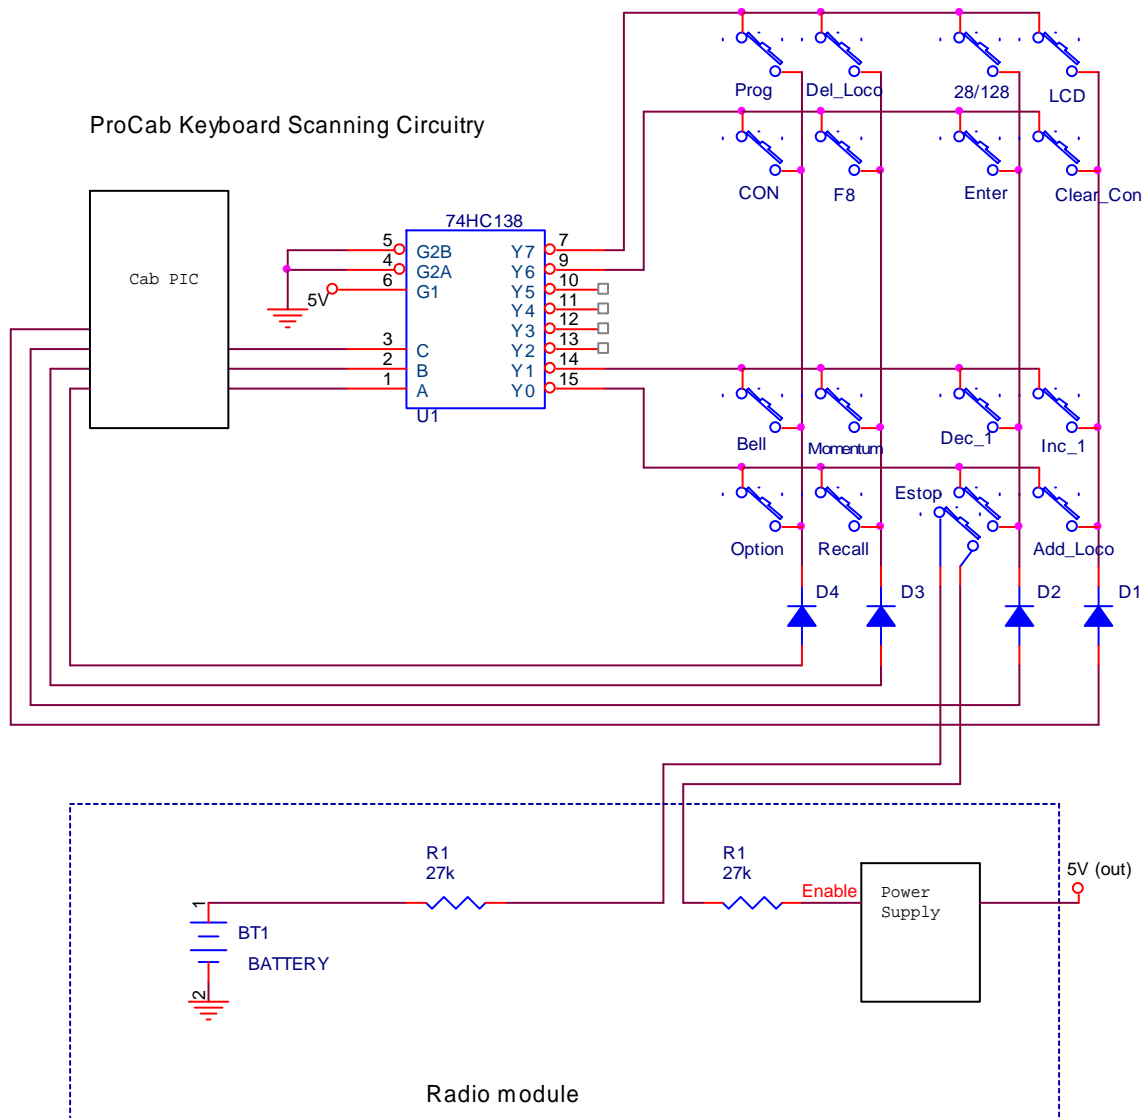 Prog
Del_Loco
28/128
LCD
ProCab Keyboard Scanning Circuitry
CON
F8
Enter
Clear_Con
74HC138
Cab PIC
5
G2B
Y7
7
4
G2A
Y6
9
5V
6
G1
Y5
10
Y4
11
Y3
12
3
C
Y2
13
2
B
Y1
14
1
A
Y0
15
U1
Bell
Momentum
Dec_1
Inc_1
Estop
Option
Recall
Add_Loco
D4
D3
D2
D1
R1
27k
R1
27k
5V (out)
Enable
Power
Supply
1
BT1
BATTERY
2
Radio module